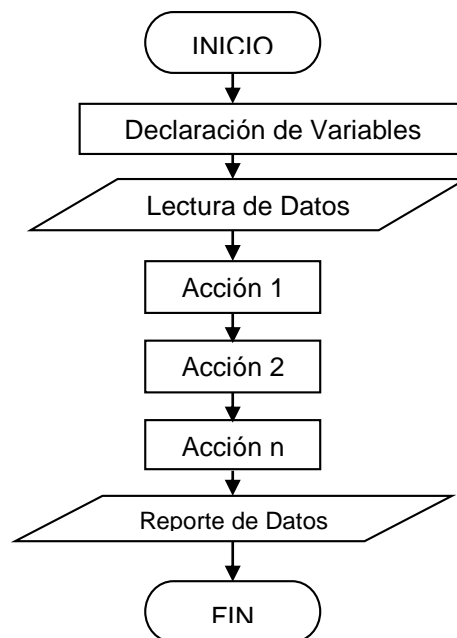 INICIO
Declaración de Variables
Lectura de Datos
Acción 1
Acción 2
Acción n
Reporte de Datos
FIN